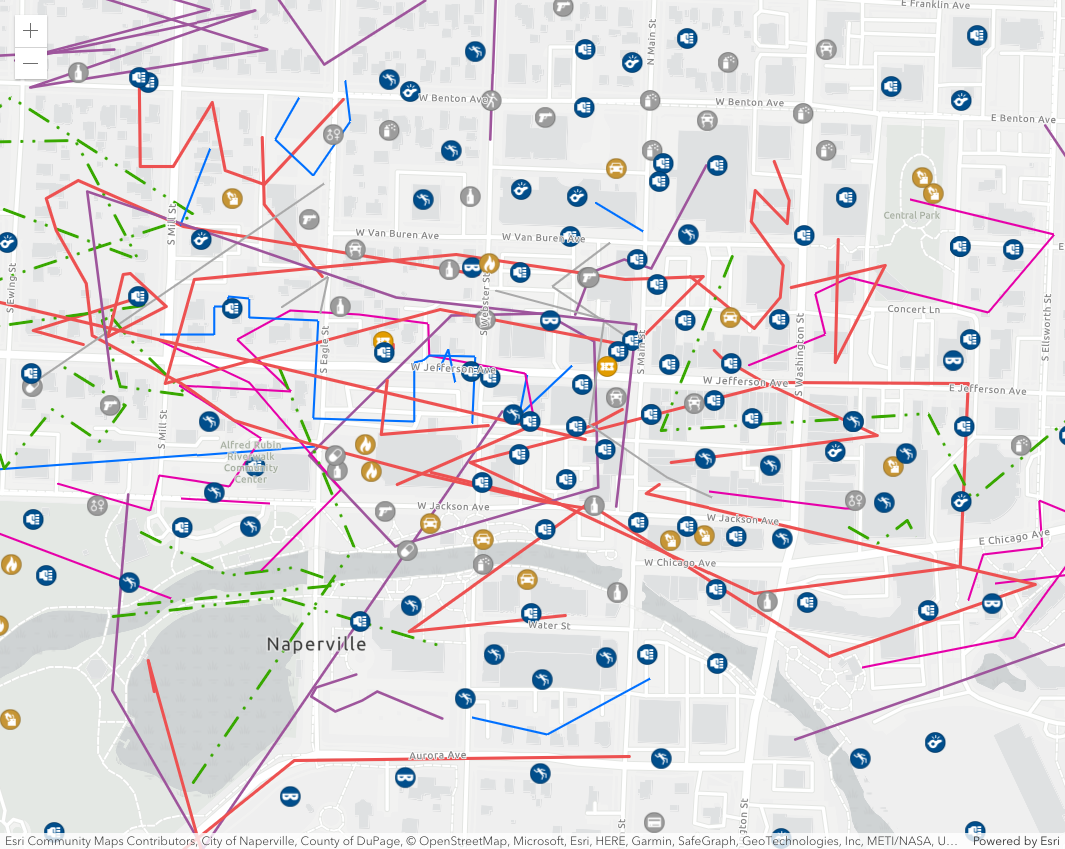 E Franklin Ave
N Main St
W Benton Ave
W Benton Ave
E Benton Ave
Central Park
S Mill St
W Van Buren Ave
W Van Buren Ave
S Ewing St
S Webster St
Concert Ln
S Eagle St
S Main St
S Washington St
S Ellsworth St
W Jefferson Ave
W Jefferson Ave
E Jefferson Ave
S Mill St
Alfred Rubin
Riverwalk
Community
Center
W Jackson Ave
W Jackson Ave
E Chicago Ave
W Chicago Ave
Water St
Naperville
Aurora Ave
Esri Community Maps Contributors, City of Naperville, County of DuPage, © OpenStreetMap, Microsoft, Esri, HERE, Garmin, SafeGraph, GeoTechnologies, Inc, METI/NASA, U... Powered by Esri